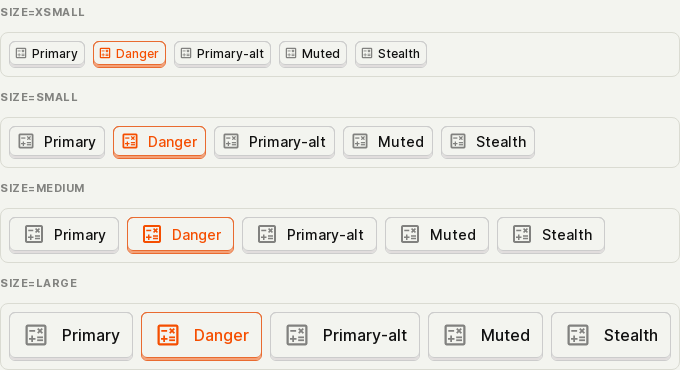 SIZE=XSMALL
Primary Danger Primary-alt Muted Stealth
SIZE=SMALL
Primary Danger Primary-alt Muted Stealth
SIZE=MEDIUM
Primary Danger Primary-alt Muted Stealth
SIZE=LARGE
Primary Danger Primary-alt Muted Stealth